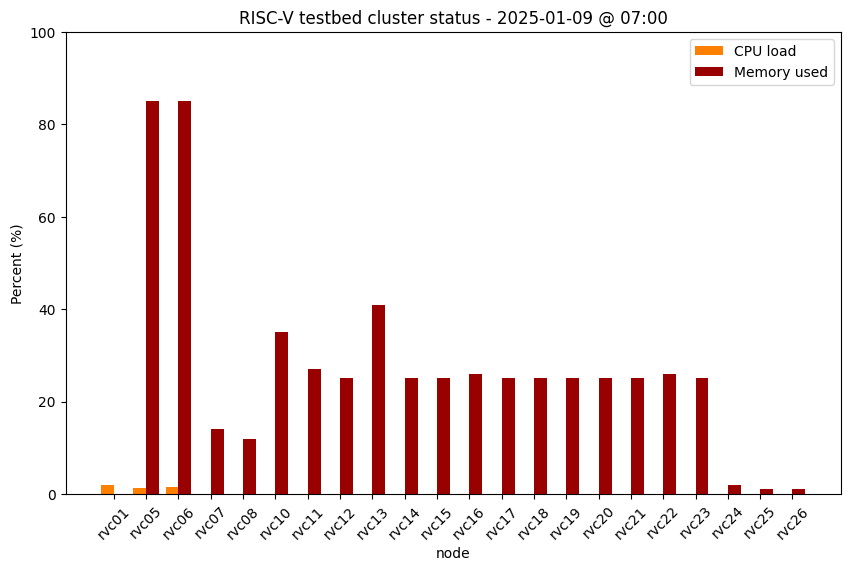 RISC-V testbed cluster status - 2025-01-09 @ 07:00
CPU load
Memory used
Percent (%)
100
80
60
40
20
0
rvc01
rvc05
rvc06
rvc07
rvc08
rvc10
rvc11
rvc12
rvc13
rvc14
rvc15
rvc16
rvc17
rvc18
rvc19
rvc20
rvc21
rvc22
rvc23
rvc24
rvc25
rvc26
node